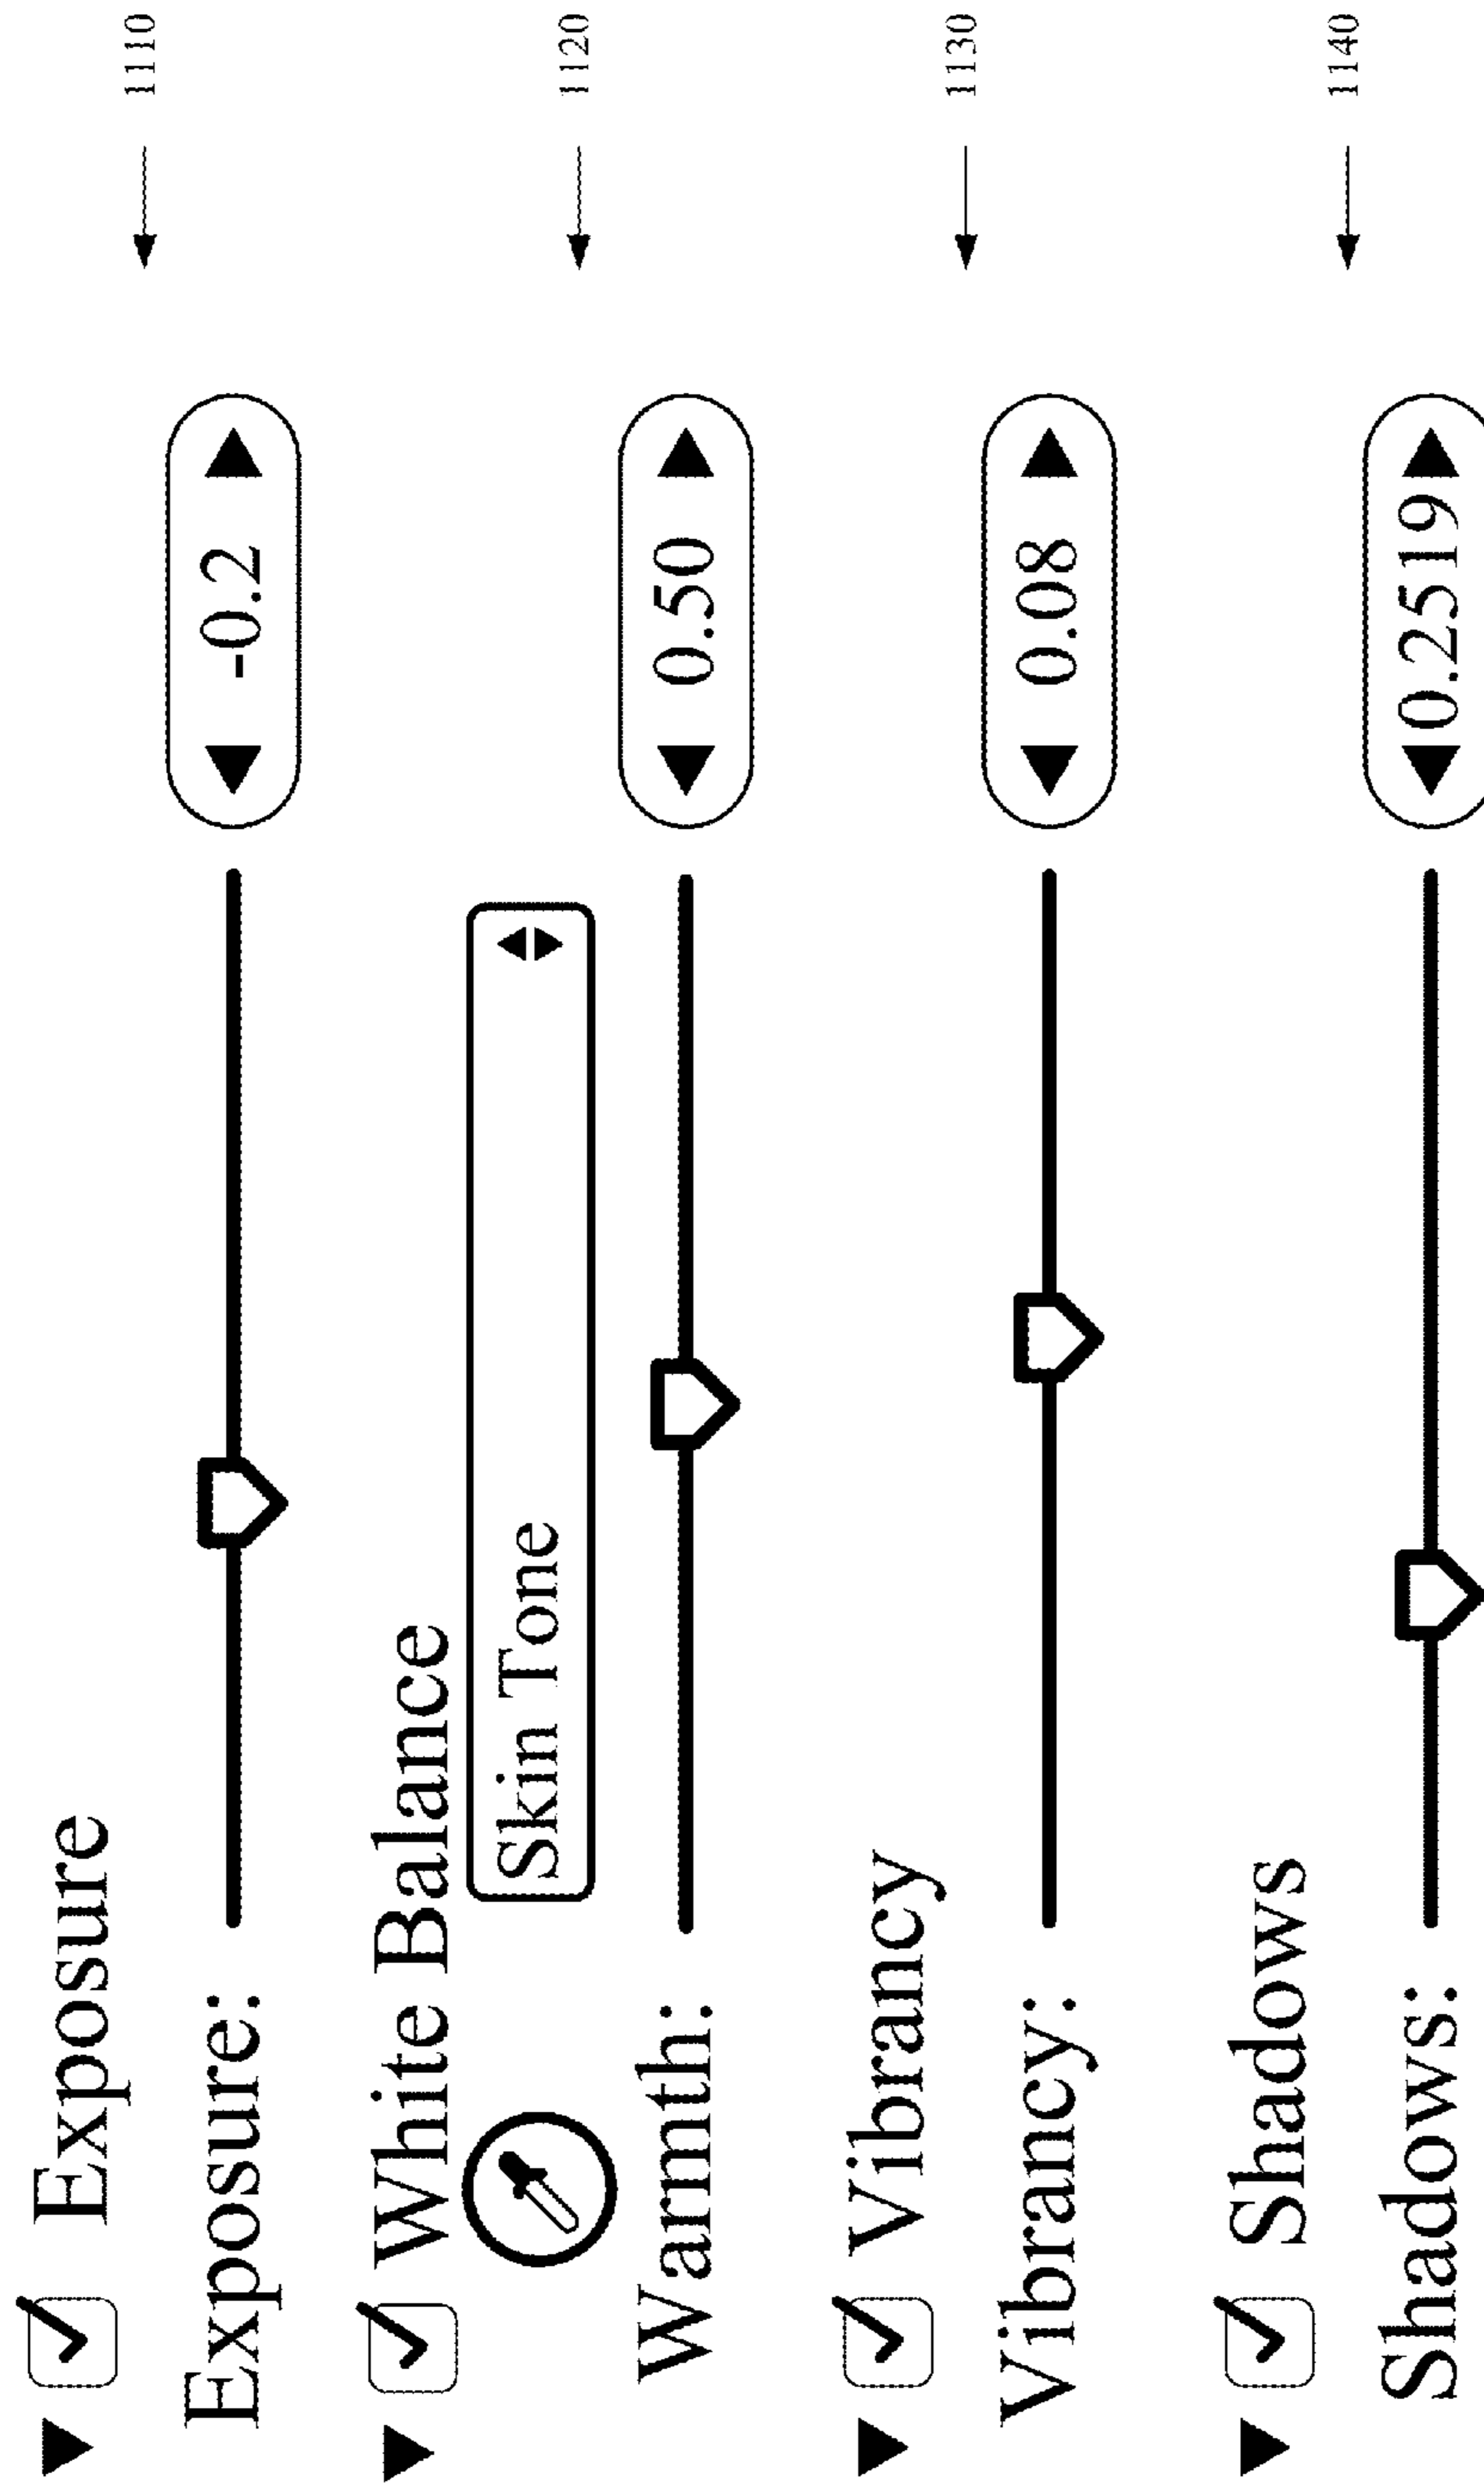 Exposure
1110
Exposure: -0.2
White Balance
1120
Skin Tone
Warmth: 0.50
Vibrancy
1130
Vibrancy: 0.08
Shadows
1140
Shadows: 0.2519